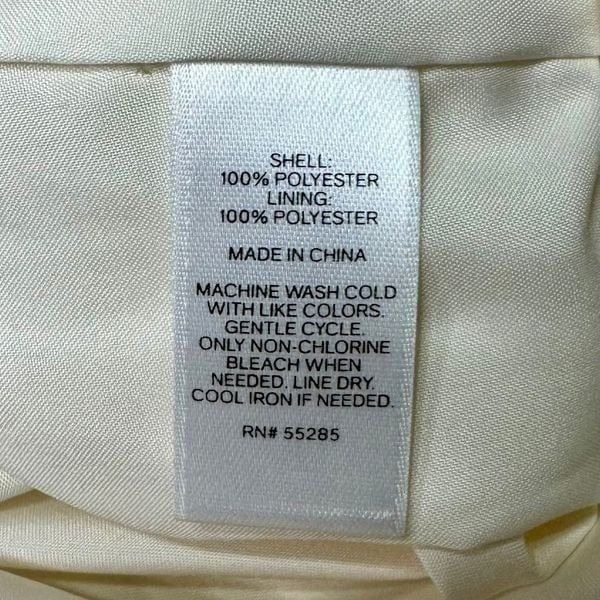 SHELL:
100% POLYESTER
LINING:
100% POLYESTER
MADE IN CHINA
MACHINE WASH COLD
WITH LIKE COLORS.
GENTLE CYCLE.
ONLY NON-CHLORINE
BLEACH WHEN
NEEDED. LINE DRY.
COOL IRON IF NEEDED.
RN# 55285